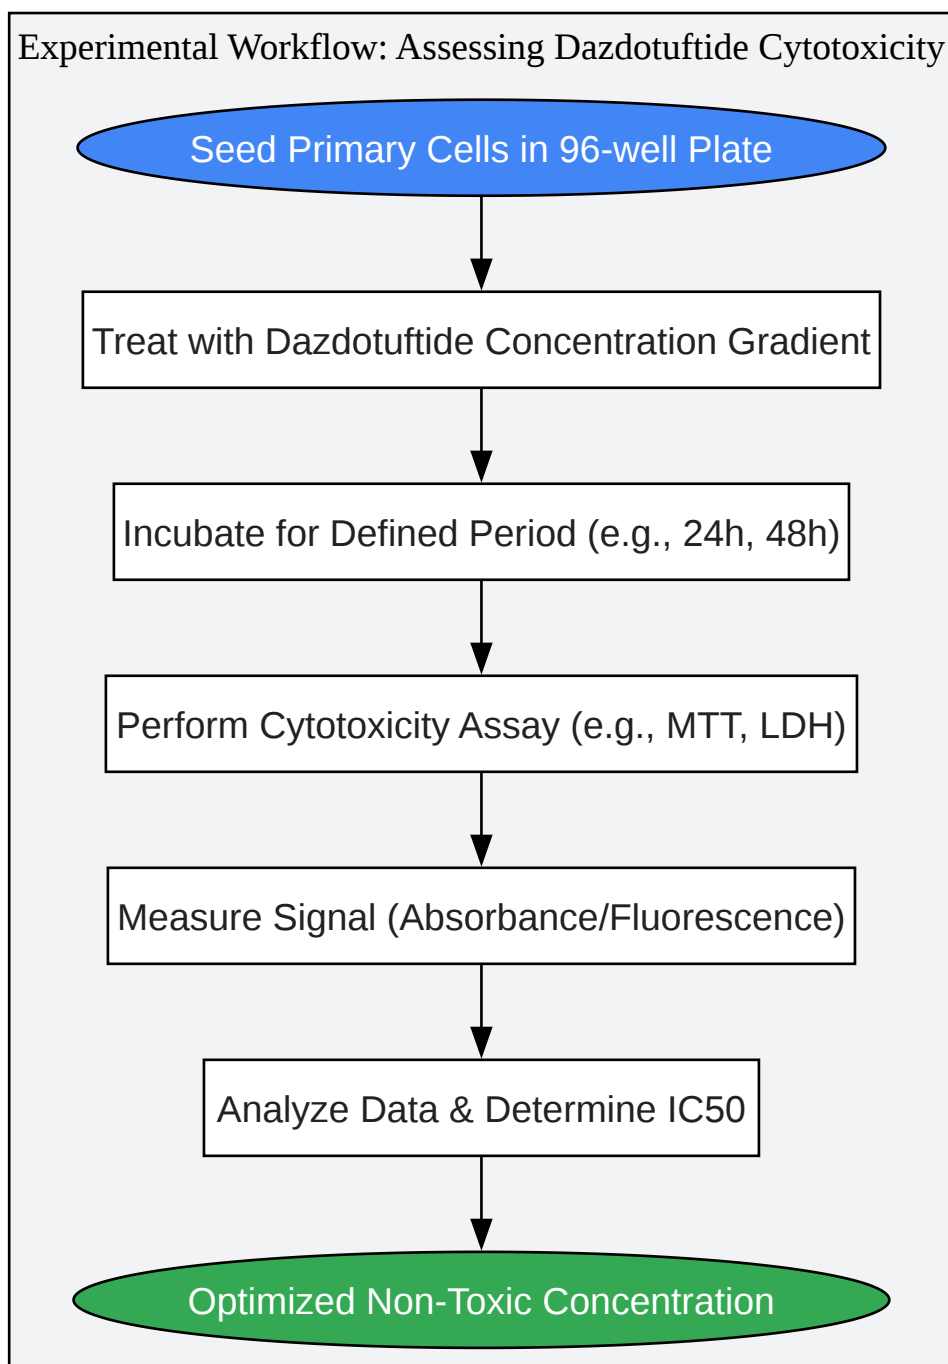 Experimental Workflow: Assessing Dazdotuftide Cytotoxicity
Seed Primary Cells in 96-well Plate
Treat with Dazdotuftide Concentration Gradient
Incubate for Defined Period (e.g., 24h, 48h)
Perform Cytotoxicity Assay (e.g., MTT, LDH)
Measure Signal (Absorbance/Fluorescence)
Analyze Data & Determine IC50
Optimized Non-Toxic Concentration